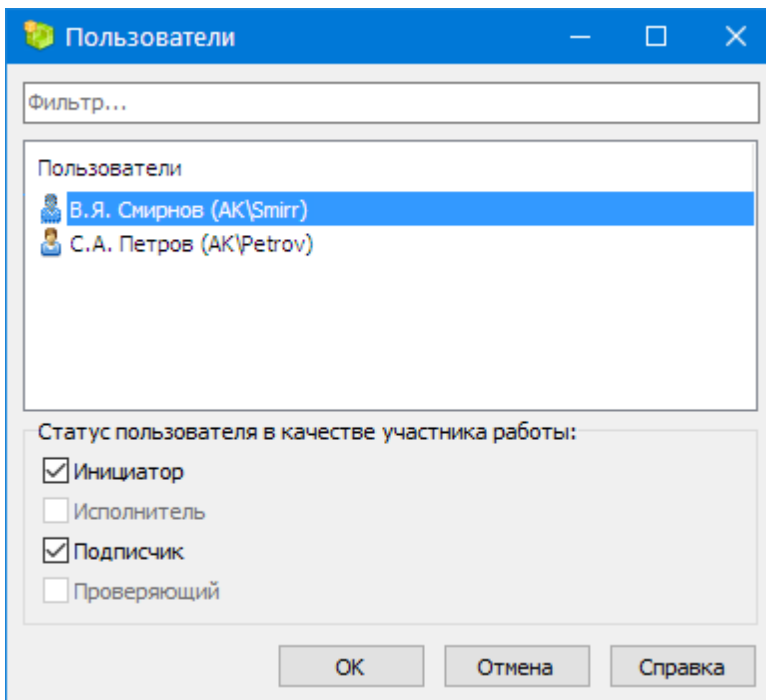 Пользователи
Фильтр...
Пользователи
В.Я. Смирнов (AK\Smirr)
С.А. Петров (AK\Petrov)
Статус пользователя в качестве участника работы:
Инициатор
Исполнитель
Подписчик
Проверяющий
ОК Отмена Справка